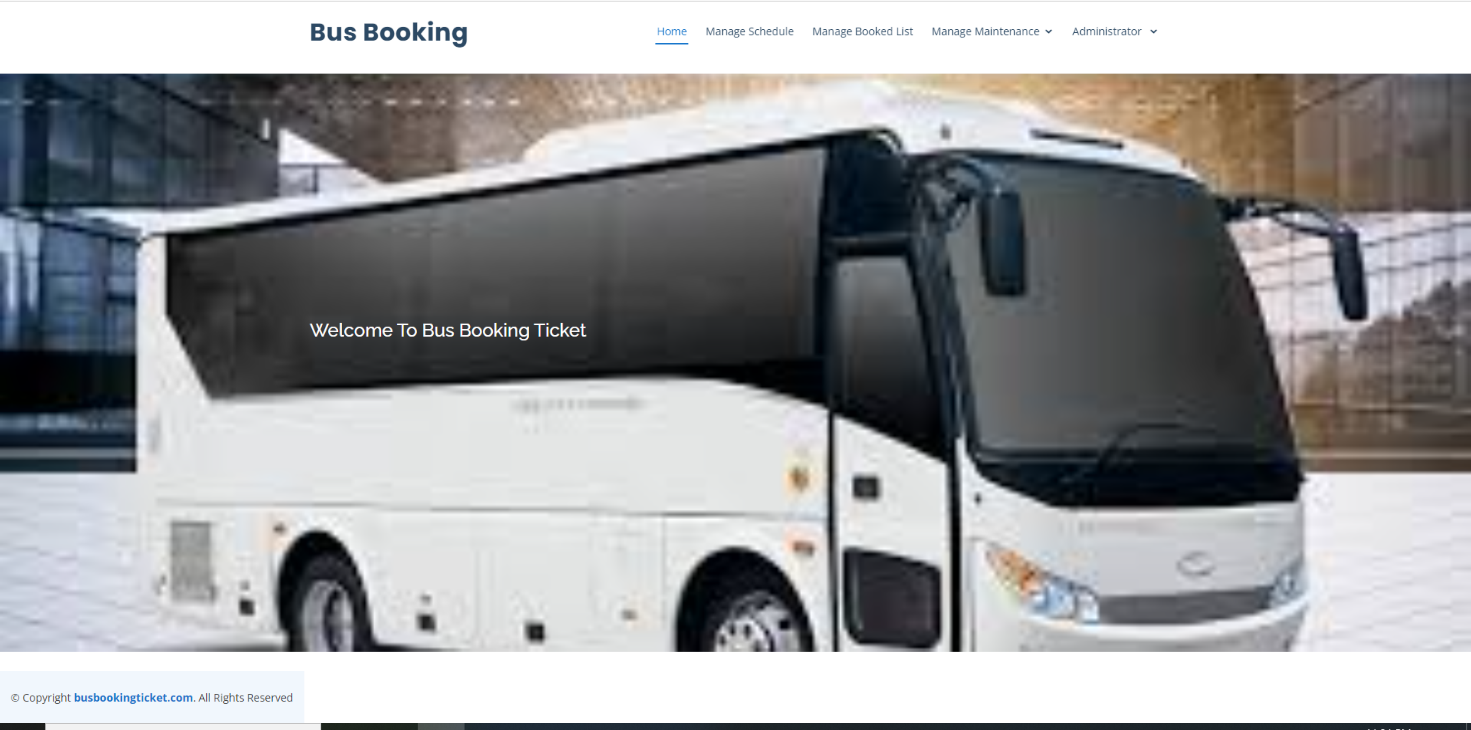 Bus Booking
Home Manage Schedule Manage Booked List Manage Maintenance Administrator
Welcome To Bus Booking Ticket
© Copyright busbookingticket.com. All Rights Reserved